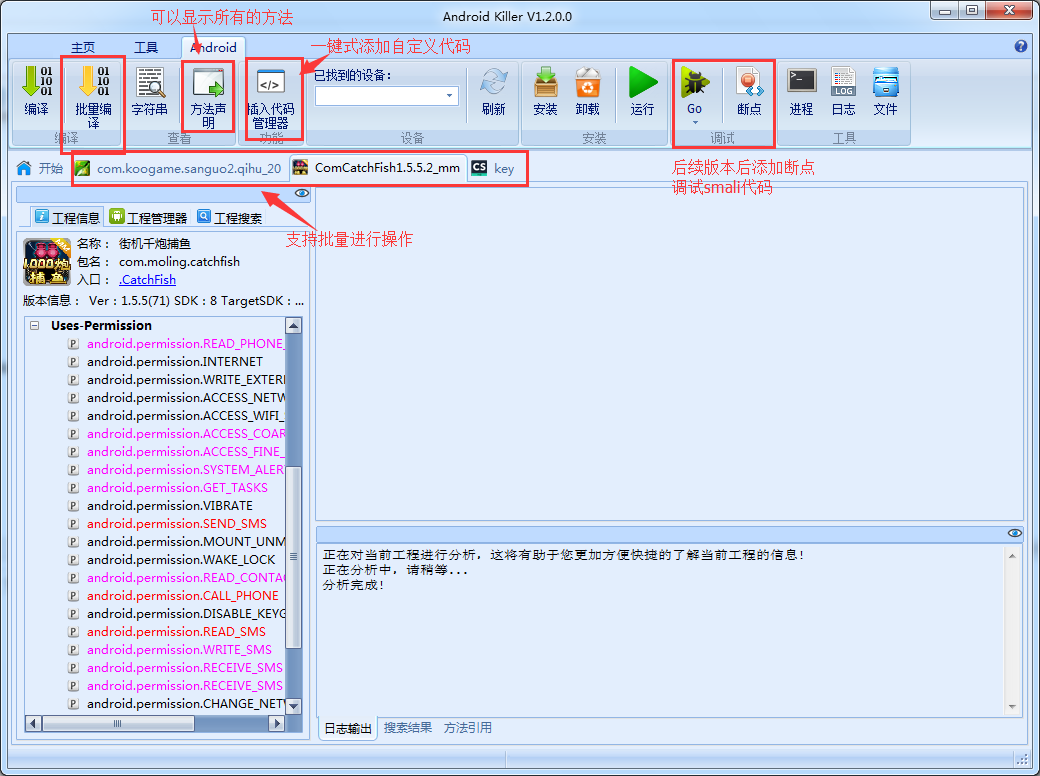 可以显示所有的方法
Android Killer V1.2.0.0
主页 工具 Android
一键式添加自定义代码
编译
批量编译
字符串
方法声明
插入代码管理器
已找到的设备:
刷新
安装
卸载
运行
Go
断点
进程
日志
文件
编译 查看 功能 设备 安装 调试 工具
开始 com.koogame.sanguo2.qihu_20 ComCatchFish1.5.5.2_mm key
后续版本后添加断点
调试smali代码
支持批量进行操作
工程信息 工程管理器 工程搜索
名称： 街机千炮捕鱼
包名： com.moling.catchfish
入口： .CatchFish
版本信息： Ver : 1.5.5(71) SDK : 8 TargetSDK : ...
Uses-Permission
android.permission.READ_PHONE_
android.permission.INTERNET
android.permission.WRITE_EXTER
android.permission.ACCESS_NETW
android.permission.ACCESS_WIFI_
android.permission.ACCESS_COAR
android.permission.ACCESS_FINE_
android.permission.SYSTEM_ALER
android.permission.GET_TASKS
android.permission.VIBRATE
android.permission.SEND_SMS
android.permission.MOUNT_UNM
android.permission.WAKE_LOCK
android.permission.READ_CONTA
android.permission.CALL_PHONE
android.permission.DISABLE_KEYG
android.permission.READ_SMS
android.permission.WRITE_SMS
android.permission.RECEIVE_SMS
android.permission.RECEIVE_SMS
android.permission.CHANGE_NETW
正在对当前工程进行分析，这将有助于您更加方便快捷的了解当前工程的信息！
正在分析中，请稍等...
分析完成！
日志输出 搜索结果 方法引用